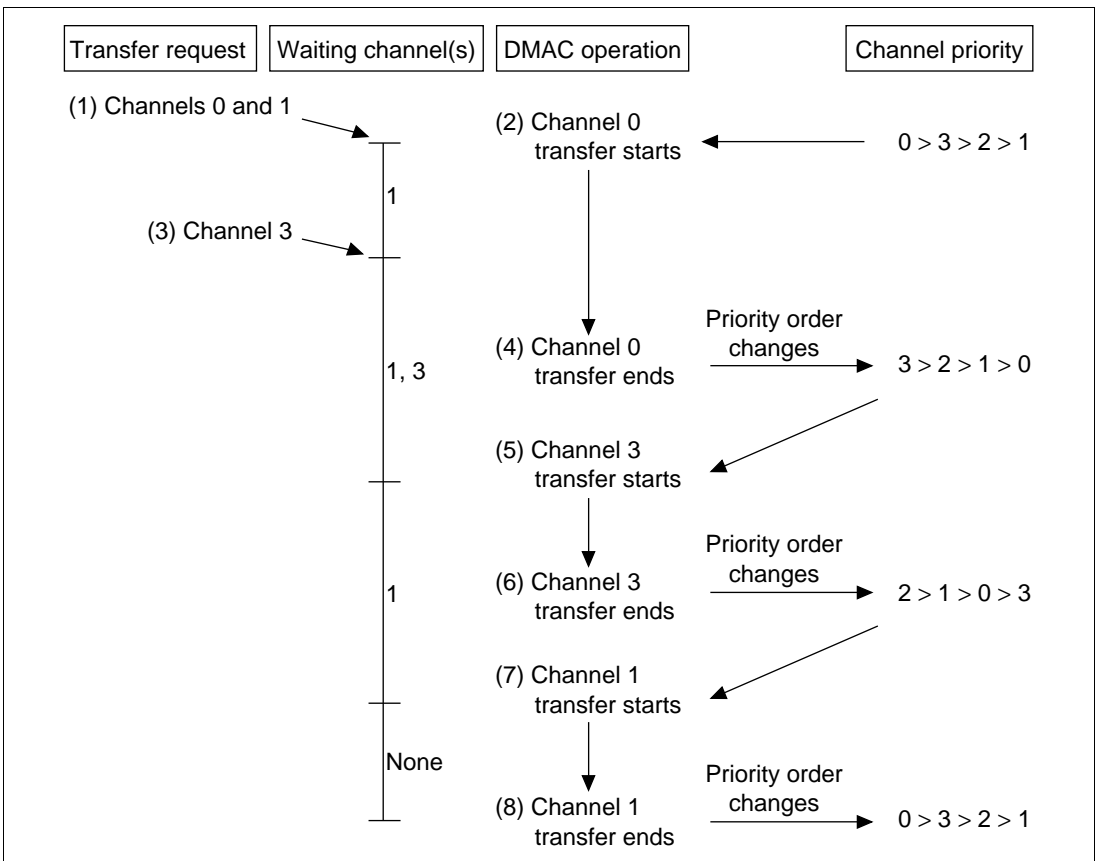 Transfer request
Waiting channel(s)
DMAC operation
Channel priority
(1) Channels 0 and 1
(2) Channel 0
transfer starts
0 > 3 > 2 > 1
1
(3) Channel 3
1, 3
(4) Channel 0
transfer ends
Priority order
changes
3 > 2 > 1 > 0
(5) Channel 3
transfer starts
1
(6) Channel 3
transfer ends
Priority order
changes
2 > 1 > 0 > 3
(7) Channel 1
transfer starts
None
(8) Channel 1
transfer ends
Priority order
changes
0 > 3 > 2 > 1